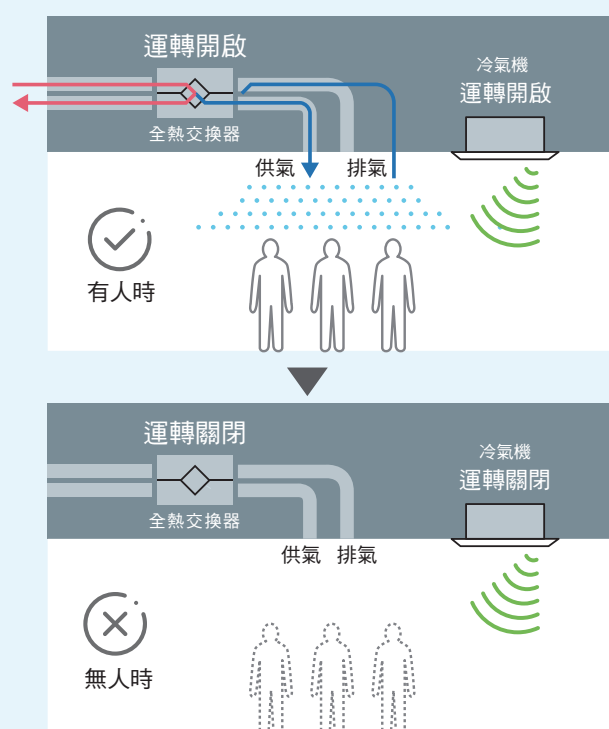 運轉開啟
冷氣機
運轉開啟
全熱交換器
供氣
排氣
有人時
運轉關閉
冷氣機
運轉關閉
全熱交換器
供氣
排氣
無人時